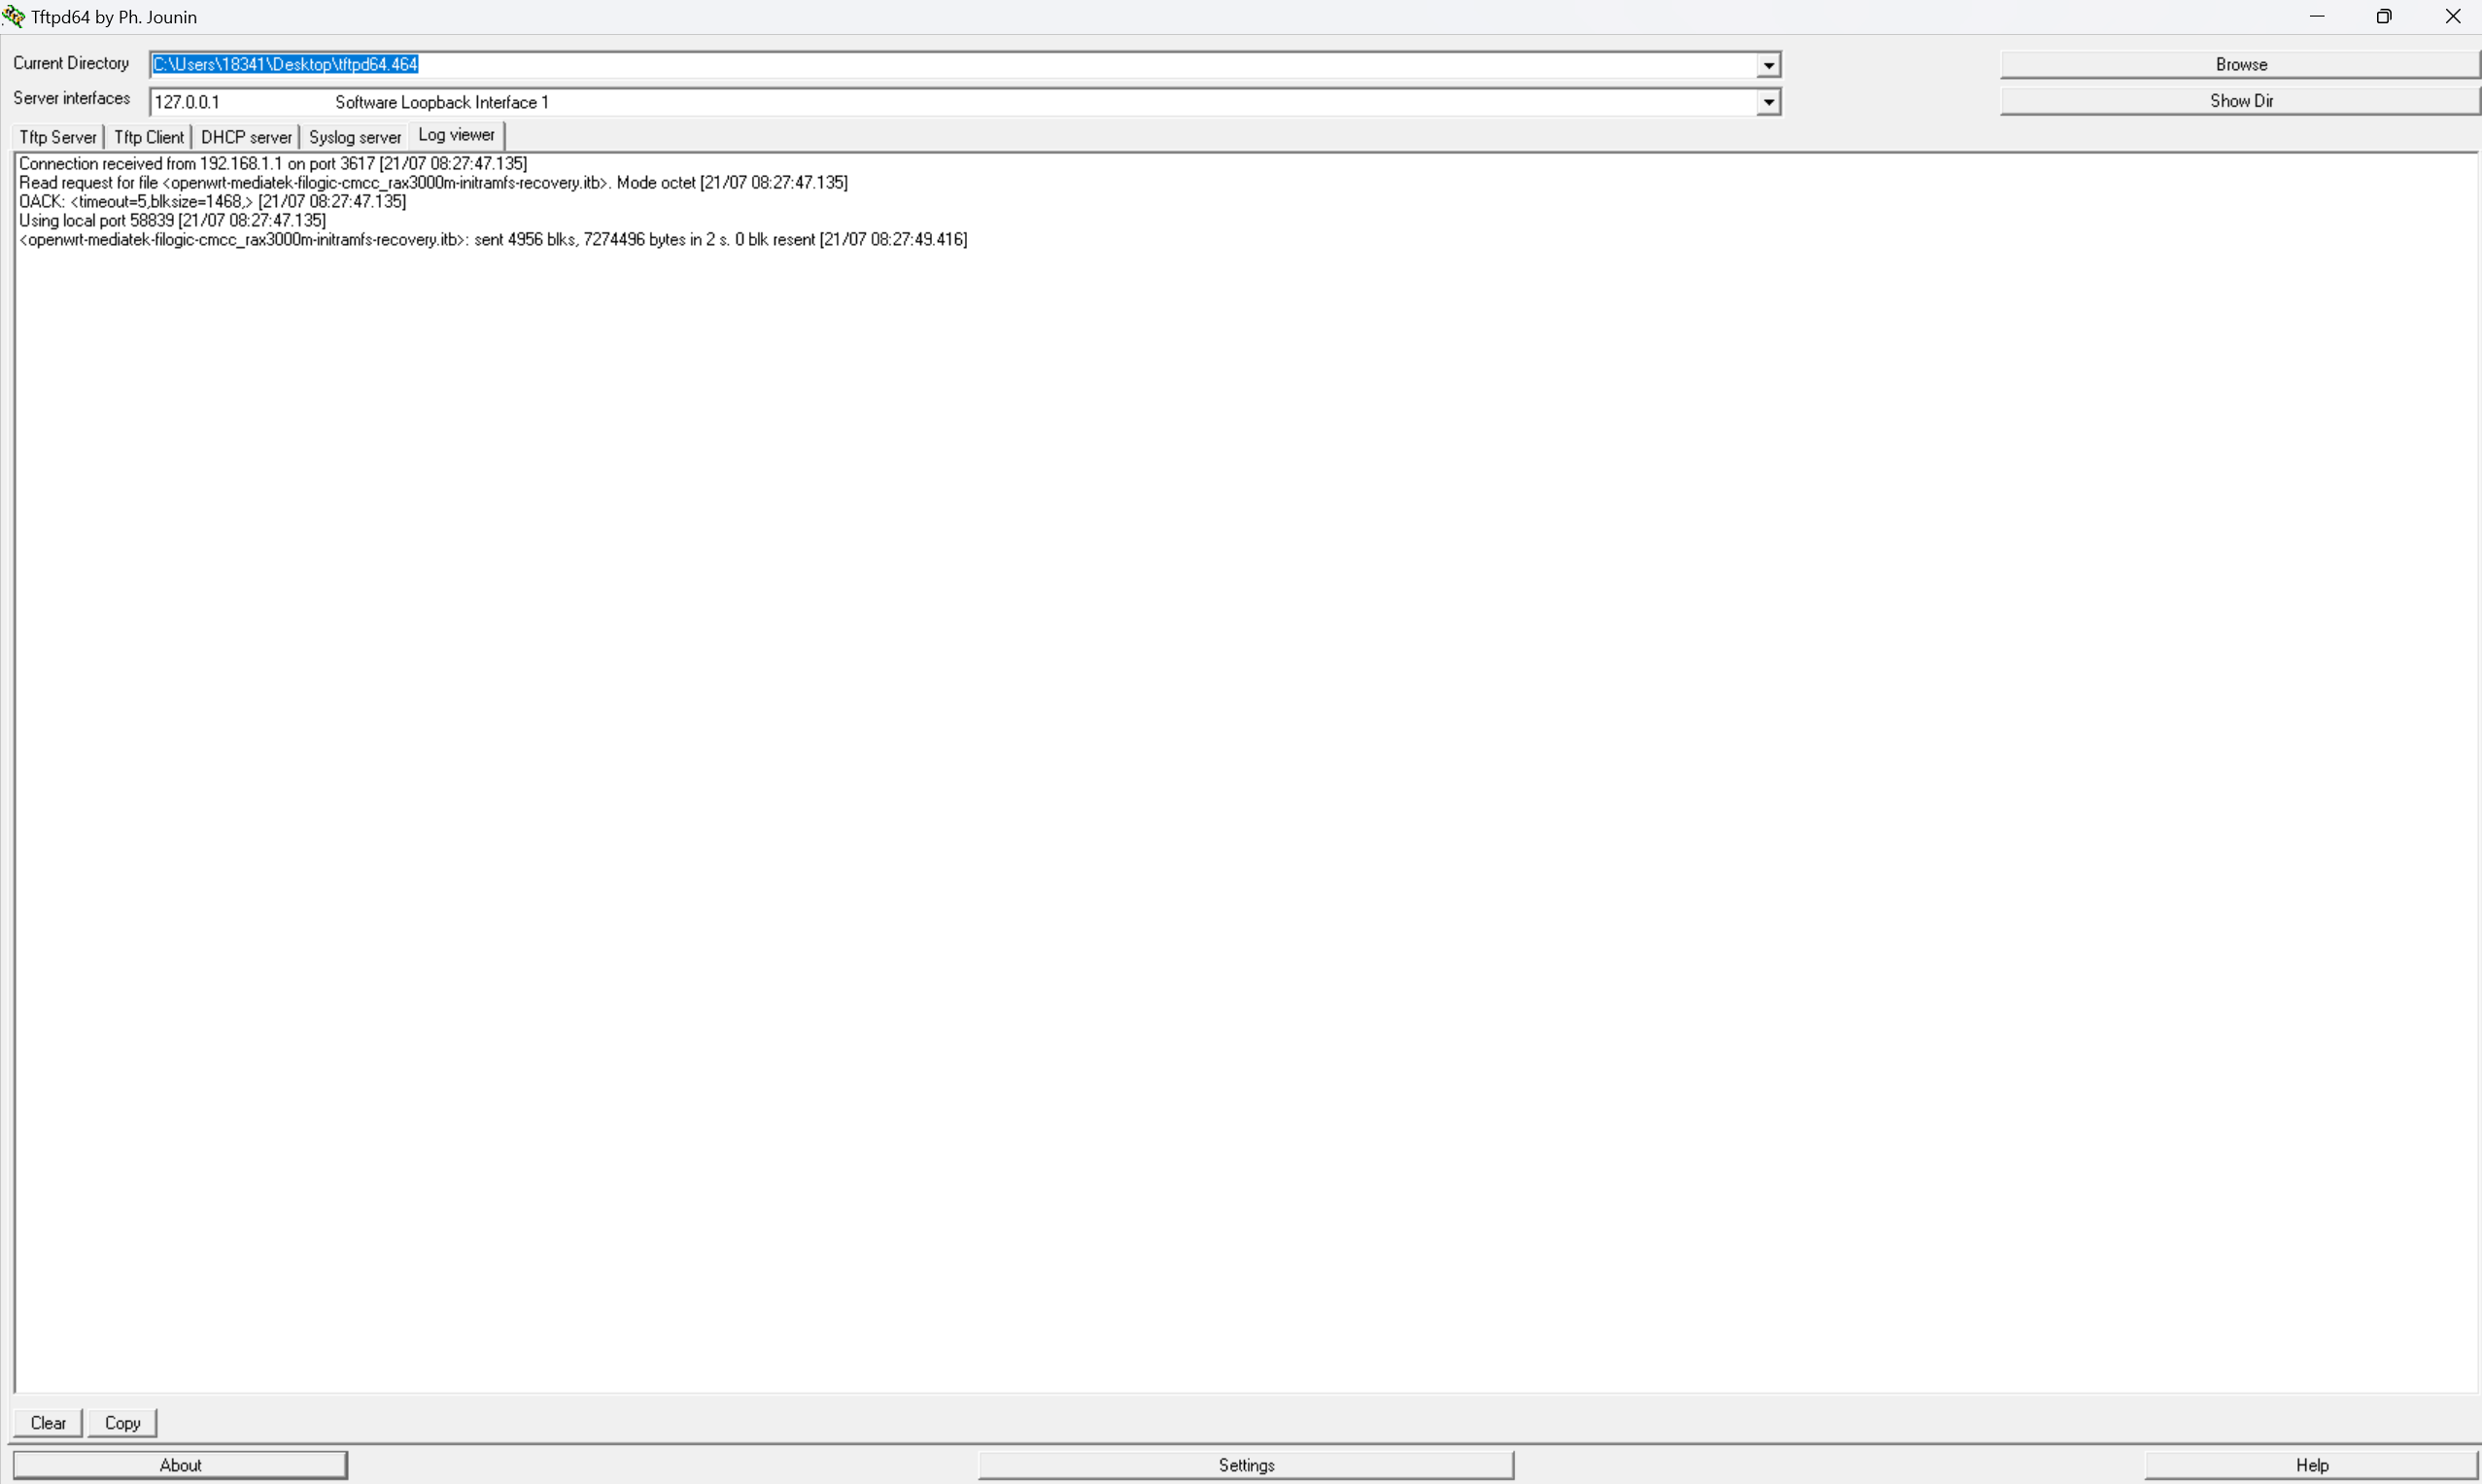 Tftpd64 by Ph. Jounin
Current Directory C:\Users\18341\Desktop\tftpd64.464 Browse
Server interfaces 127.0.0.1 Software Loopback Interface 1 Show Dir
Tftp Server Tftp Client DHCP server Syslog server Log viewer
Connection received from 192.168.1.1 on port 3617 [21/07 08:27:47.135]
Read request for file <openwrt-mediatek-filogic-cmcc_rax3000m-initramfs-recovery.itb>. Mode octet [21/07 08:27:47.135]
OACK: <timeout=5,blksize=1468,> [21/07 08:27:47.135]
Using local port 58839 [21/07 08:27:47.135]
<openwrt-mediatek-filogic-cmcc_rax3000m-initramfs-recovery.itb>: sent 4956 blks, 7274496 bytes in 2 s. 0 blk resent [21/07 08:27:49.416]
Clear Copy
About Settings Help